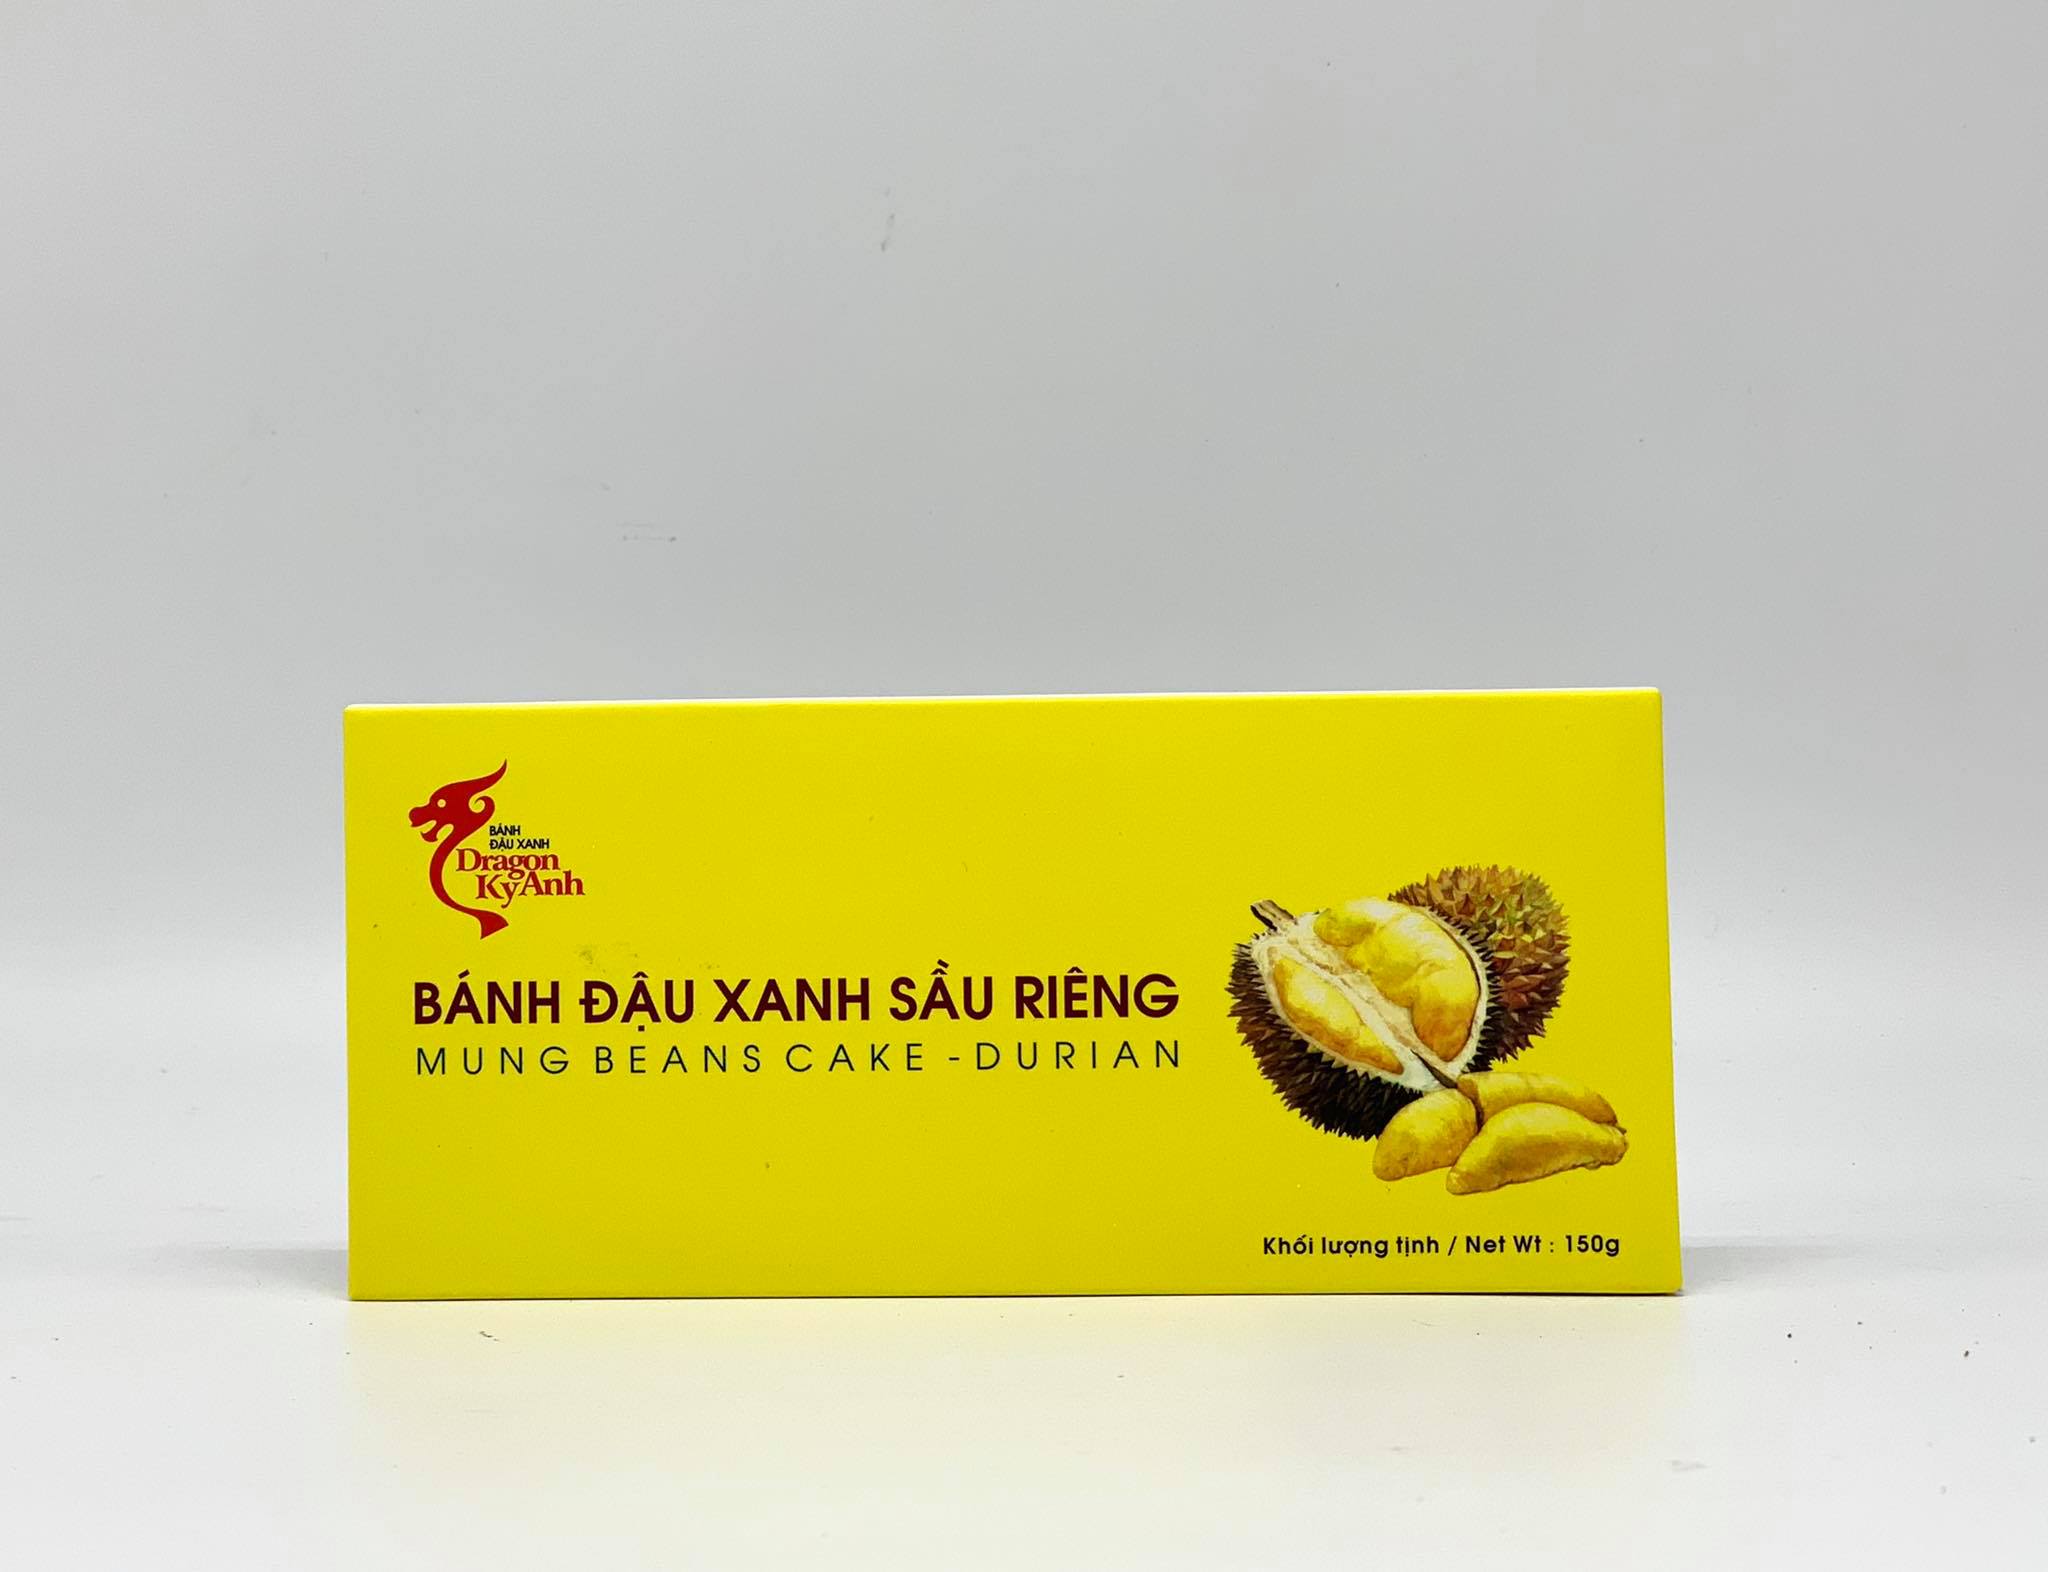 BÁNH
ĐẬU XANH
Dragon
KyAnh
BÁNH ĐẬU XANH SẦU RIÊNG
MUNG BEANS CAKE - DURIAN
Khối lượng tịnh / Net Wt : 150g